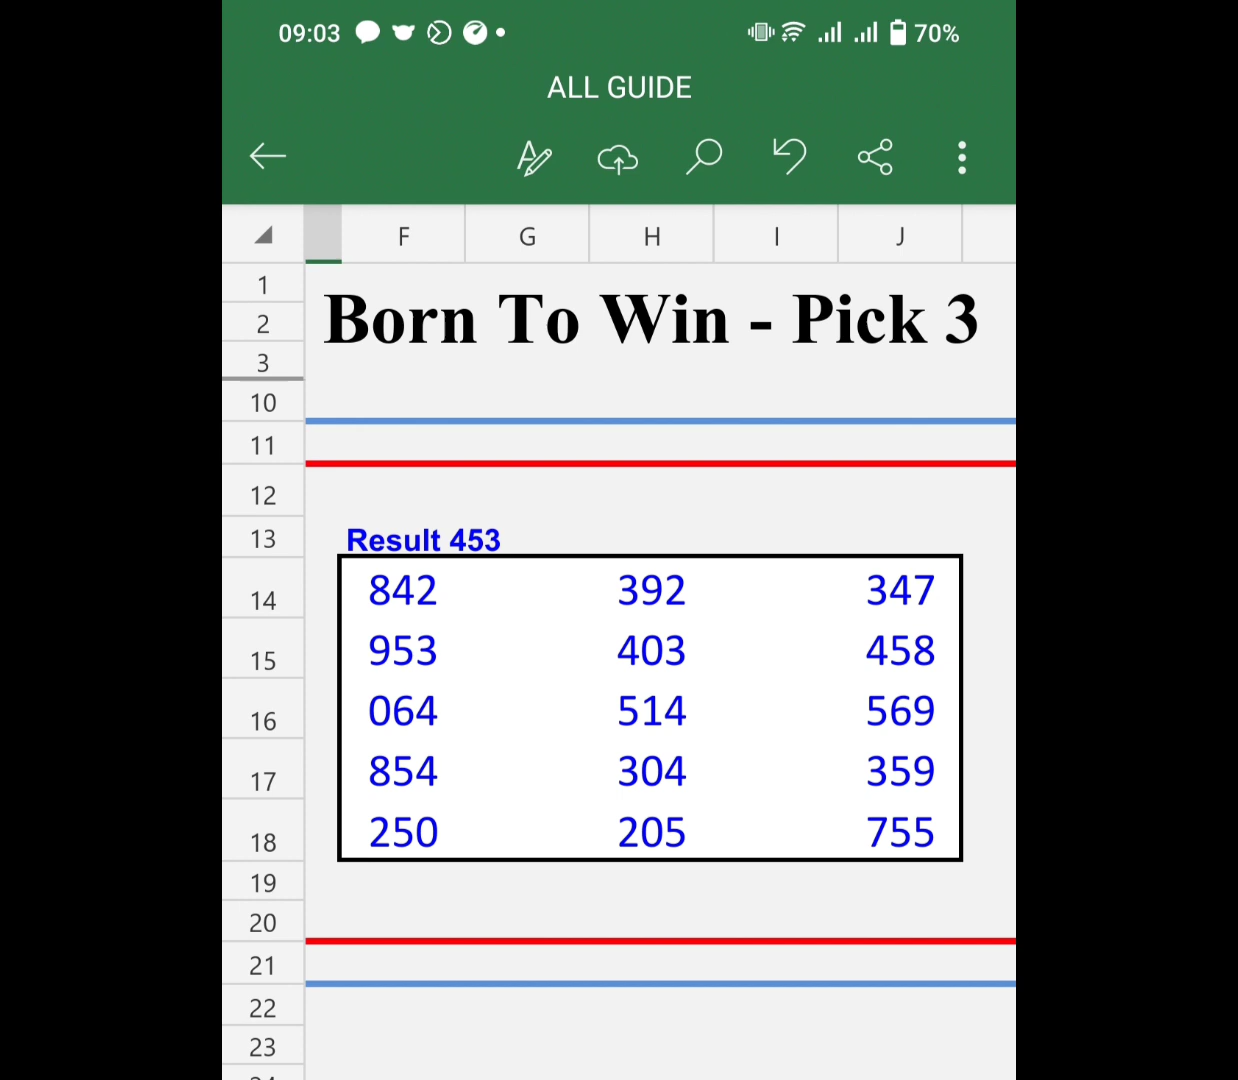 09:03 70%
ALL GUIDE
F G H I J
1
2
3
Born To Win - Pick 3
10
11
12
13 Result 453
14 842 392 347
15 953 403 458
16 064 514 569
17 854 304 359
18 250 205 755
19
20
21
22
23